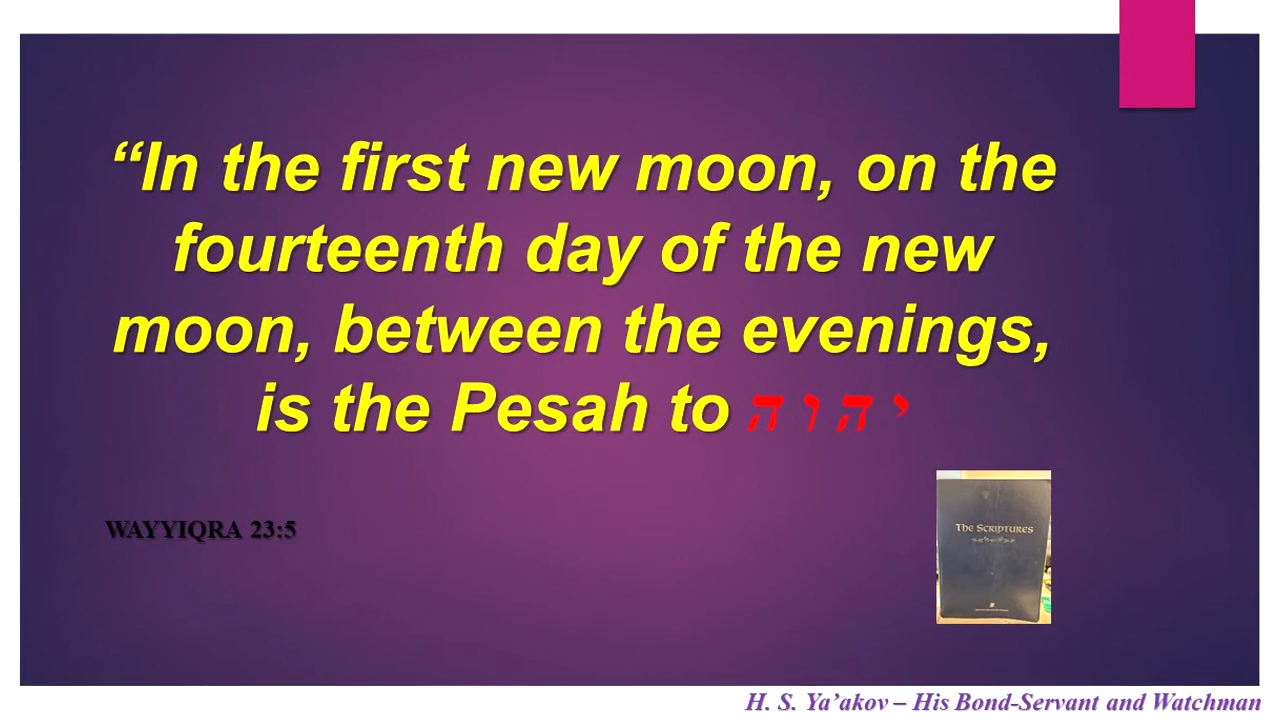 “In the first new moon, on the
fourteenth day of the new
moon, between the evenings,
is the Pesah to יהוה
WAYYIQRA 23:5
The Scriptures
H. S. Ya’akov – His Bond-Servant and Watchman